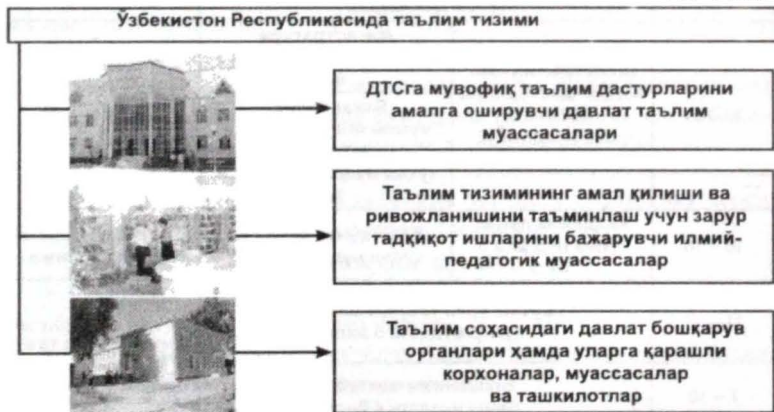 Ўзбекистон Республикасида таълим тизими
ДТСга мувофиқ таълим дастурларини
амалга оширувчи давлат таълим
муассасалари
Таълим тизимининг амал қилиши ва
ривожланишини таъминлаш учун зарур
тадқиқот ишларини бажарувчи илмий-
педагогик муассасалар
Таълим соҳасидаги давлат бошқарув
органлари ҳамда уларга қарашли
корхоналар, муассасалар
ва ташкилотлар